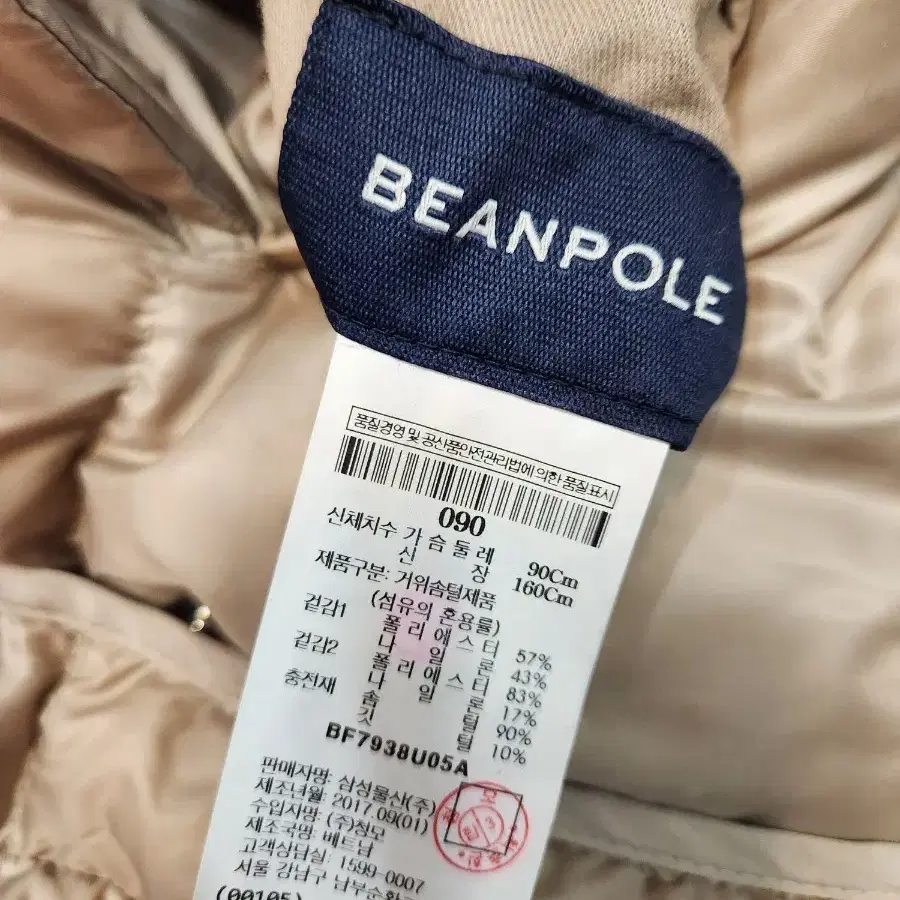 BEANPOLE
품질경영 및 공산품안전관리법에 의한 품질표시
090
신체치수 가 슴 둘 레 90Cm
신 장 160Cm
제품구분: 거위솜털제품
(섬유의 혼용률)
겉감1 폴 리 에 스 터 57%
나 일 론 43%
겉감2 폴 리 에 스 터 83%
나 일 론 17%
충전재 솜 털 90%
깃 털 10%
BF7938U05A
판매자명: 삼성물산(주)
제조년월: 2017.09(01)
수입자명: (주)청모
제조국명: 베트남
고객상담실: 1599-0007
서울 강남구 남부순환
(00105)